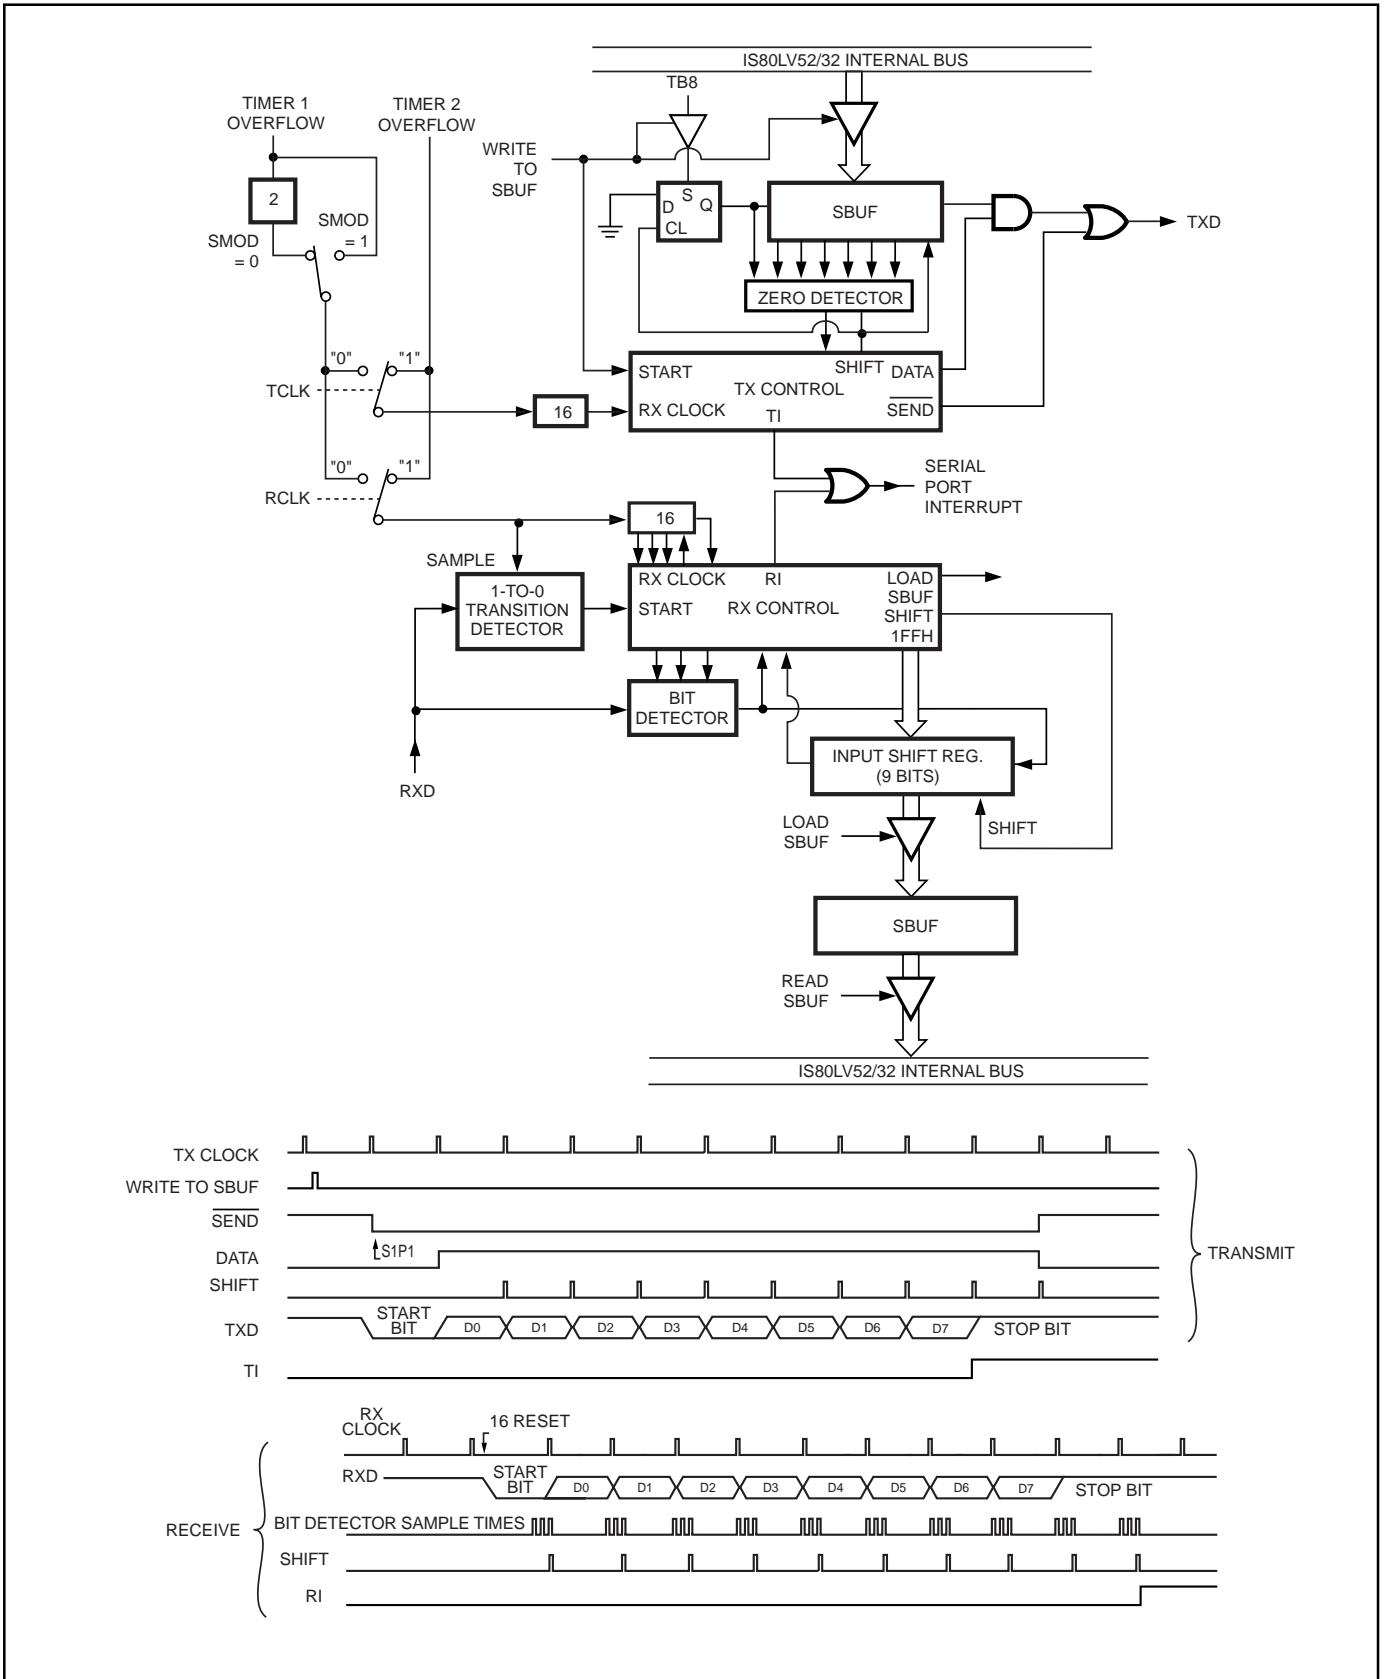 IS80LV52/32 INTERNAL BUS
TB8
TIMER 1
OVERFLOW
TIMER 2
OVERFLOW
WRITE
TO
SBUF
2
SMOD
= 1
SMOD
= 0
S
D
Q
CL
SBUF
TXD
ZERO DETECTOR
"0"
"1"
TCLK
16
START
SHIFT
DATA
TX CONTROL
RX CLOCK
TI
SEND
"0"
"1"
RCLK
SERIAL
PORT
INTERRUPT
16
SAMPLE
1-TO-0
TRANSITION
DETECTOR
RX CLOCK
RI
LOAD
SBUF
START
RX CONTROL
SHIFT
1FFH
BIT
DETECTOR
RXD
INPUT SHIFT REG.
(9 BITS)
LOAD
SBUF
SHIFT
SBUF
READ
SBUF
IS80LV52/32 INTERNAL BUS
TX CLOCK
WRITE TO SBUF
SEND
S1P1
DATA
SHIFT
TXD
START
BIT
D0
D1
D2
D3
D4
D5
D6
D7
STOP BIT
TI
TRANSMIT
RX
CLOCK
16 RESET
RXD
START
BIT
D0
D1
D2
D3
D4
D5
D6
D7
STOP BIT
RECEIVE
BIT DETECTOR SAMPLE TIMES
SHIFT
RI